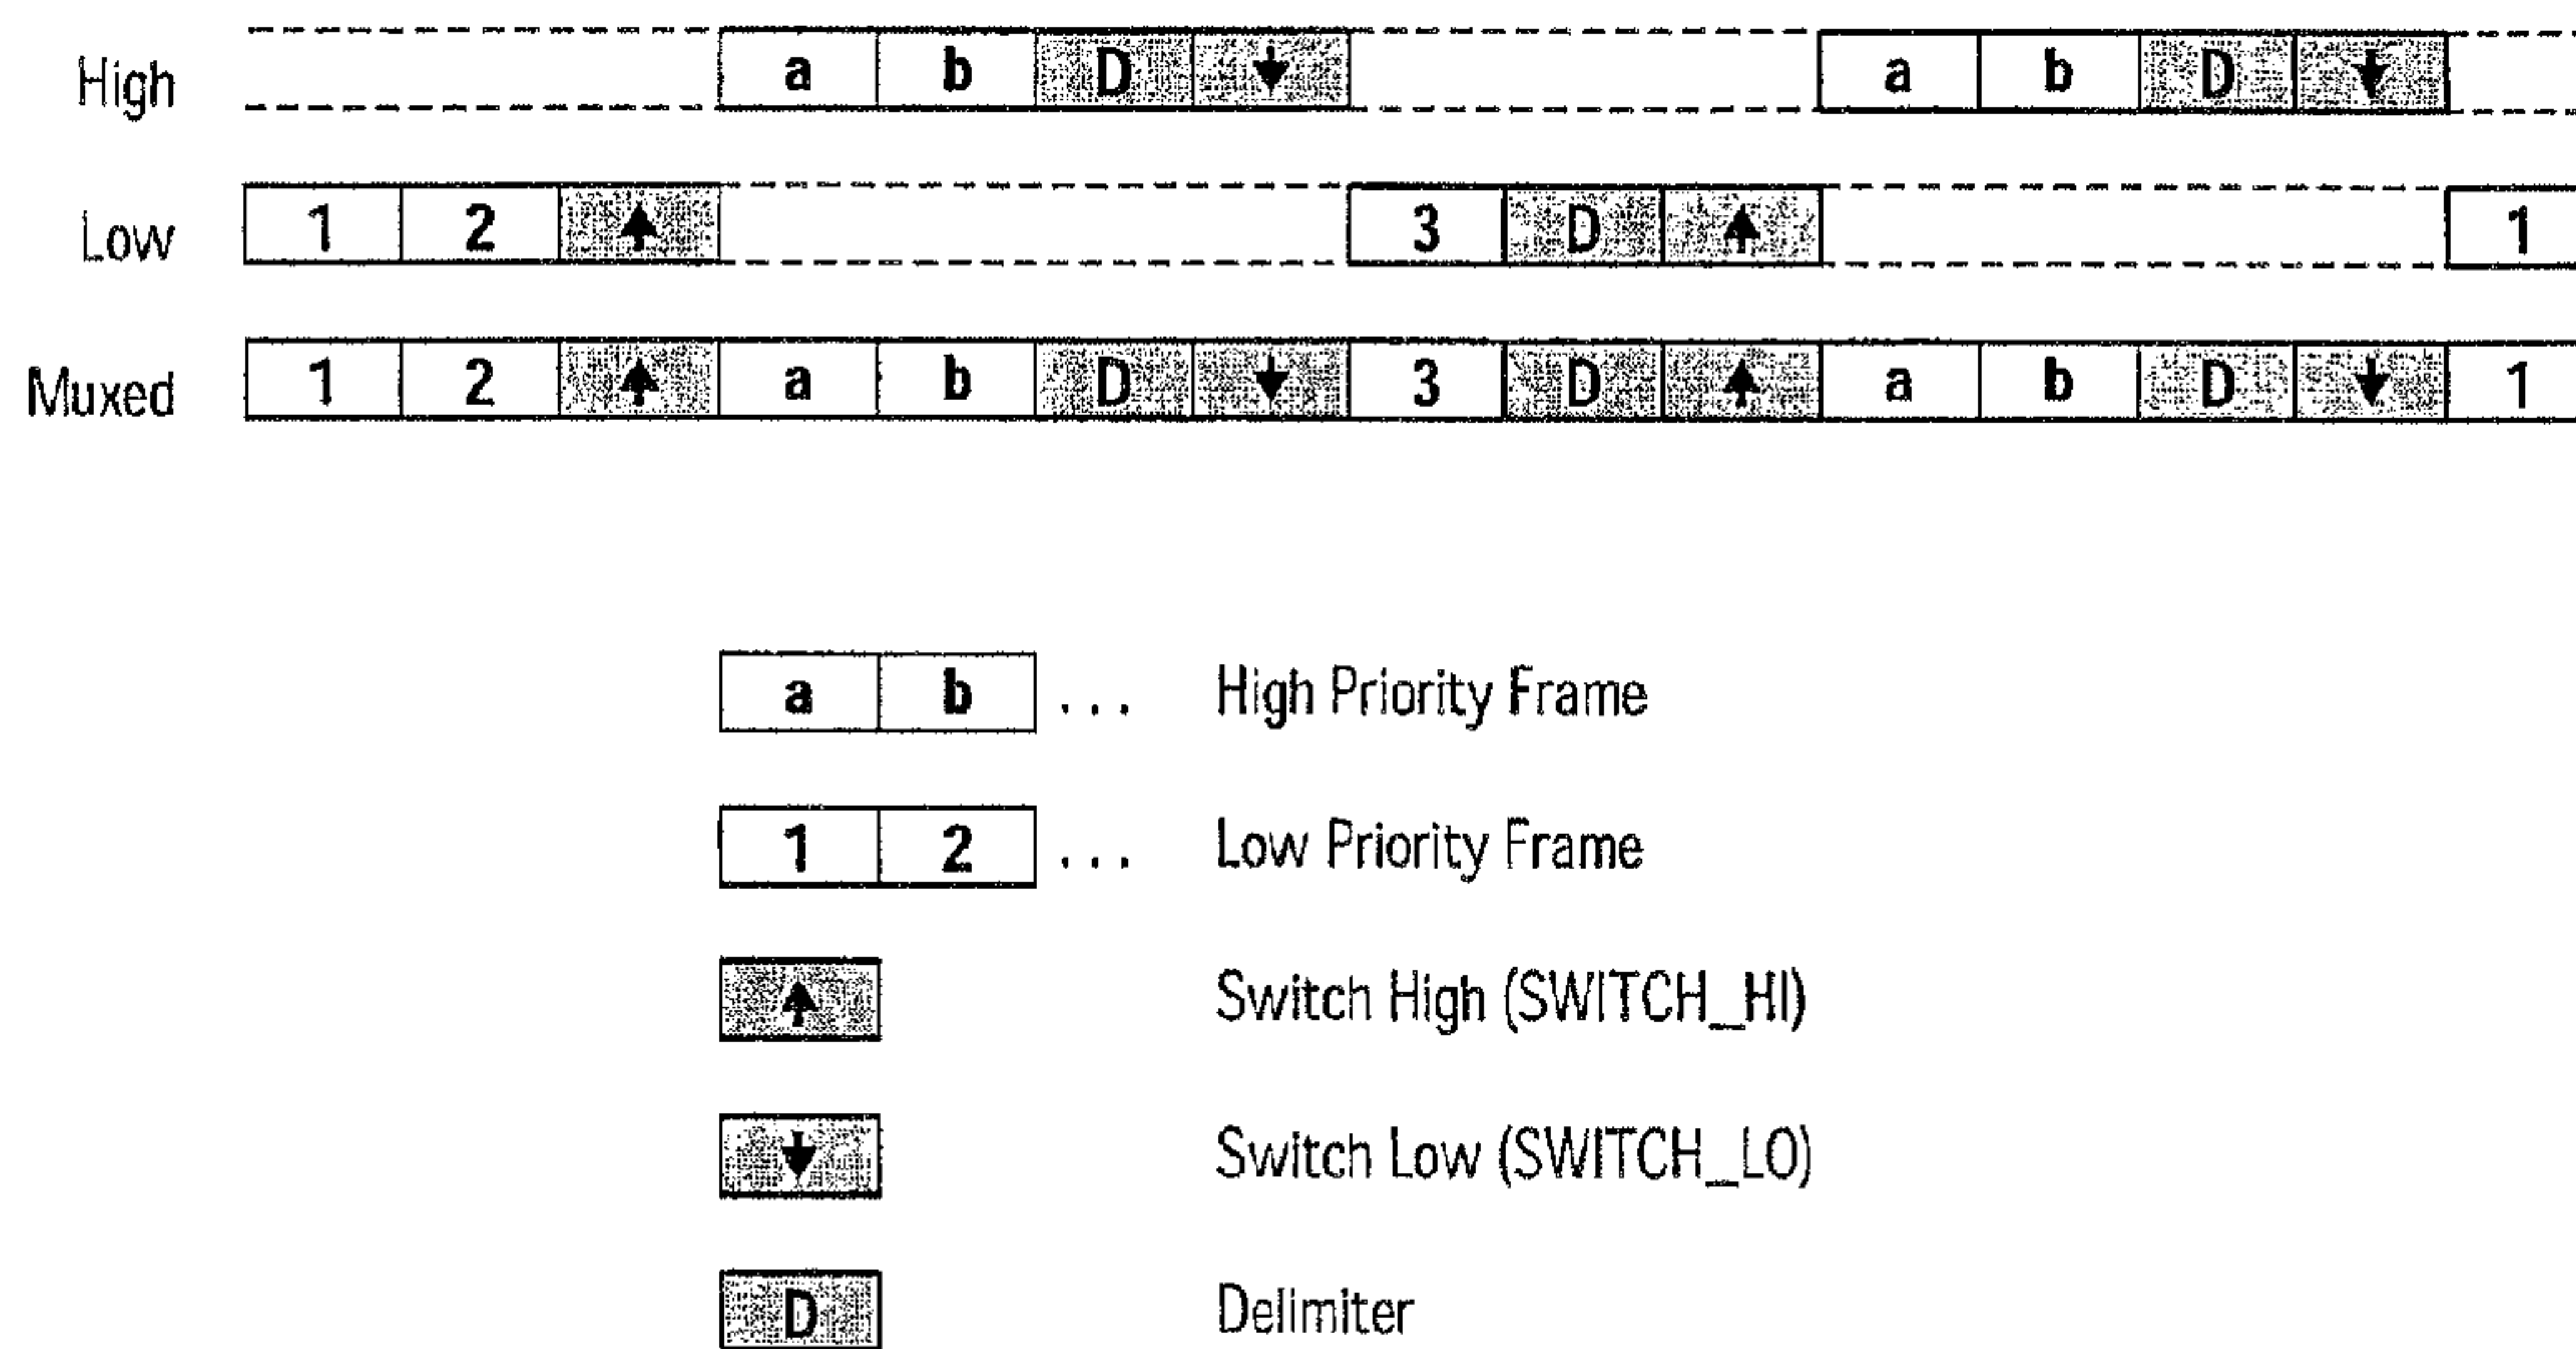 High a b D ↓ a b D ↓
Low 1 2 ↑ 3 D ↑ 1
Muxed 1 2 ↑ a b D ↓ 3 D ↑ a b D ↓ 1
a b ... High Priority Frame
1 2 ... Low Priority Frame
↑ Switch High (SWITCH_HI)
↓ Switch Low (SWITCH_LO)
D Delimiter